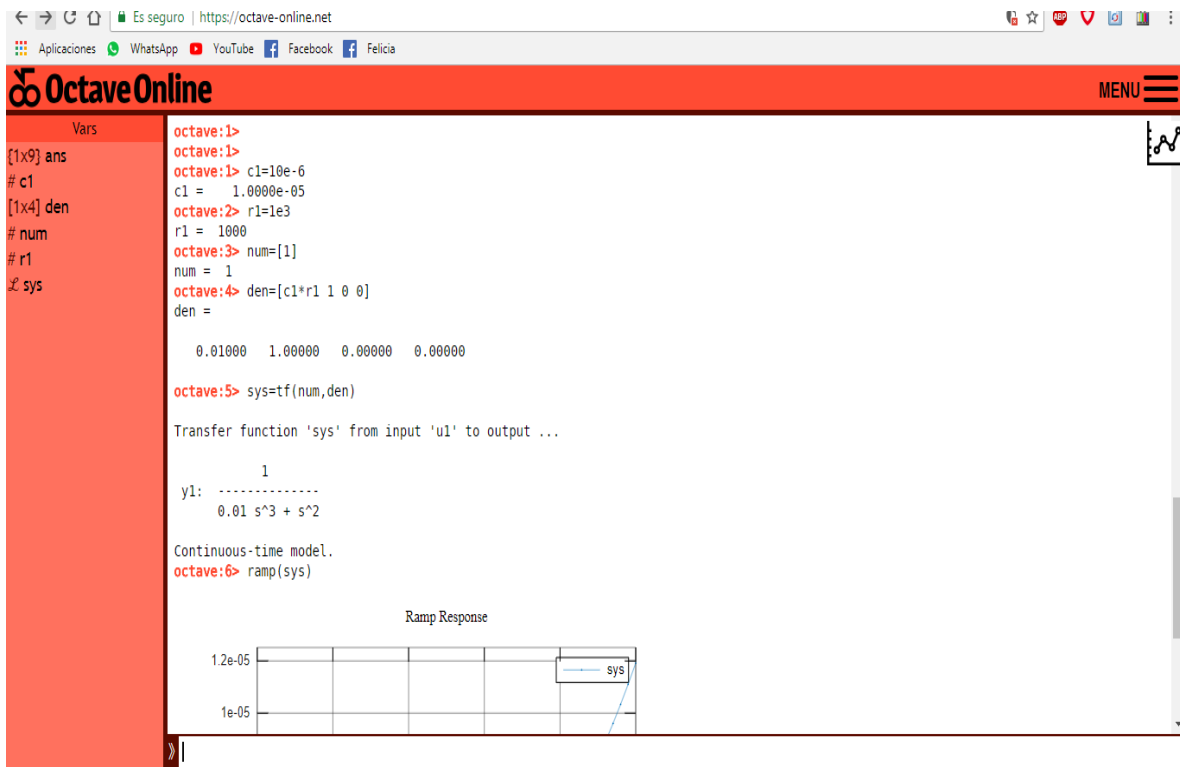 Es seguro | https://octave-online.net
ABP
Aplicaciones WhatsApp YouTube Facebook Felicia
Octave Online
MENU
Vars
{1x9} ans
# c1
[1x4] den
# num
# r1
ℒ sys
octave:1>
octave:1>
octave:1> c1=10e-6
c1 = 1.0000e-05
octave:2> r1=1e3
r1 = 1000
octave:3> num=[1]
num = 1
octave:4> den=[c1*r1 1 0 0]
den =
0.01000 1.00000 0.00000 0.00000
octave:5> sys=tf(num,den)
Transfer function 'sys' from input 'u1' to output ...
1
y1: --------------
0.01 s^3 + s^2
Continuous-time model.
octave:6> ramp(sys)
Ramp Response
1.2e-05
sys
1e-05
⟫